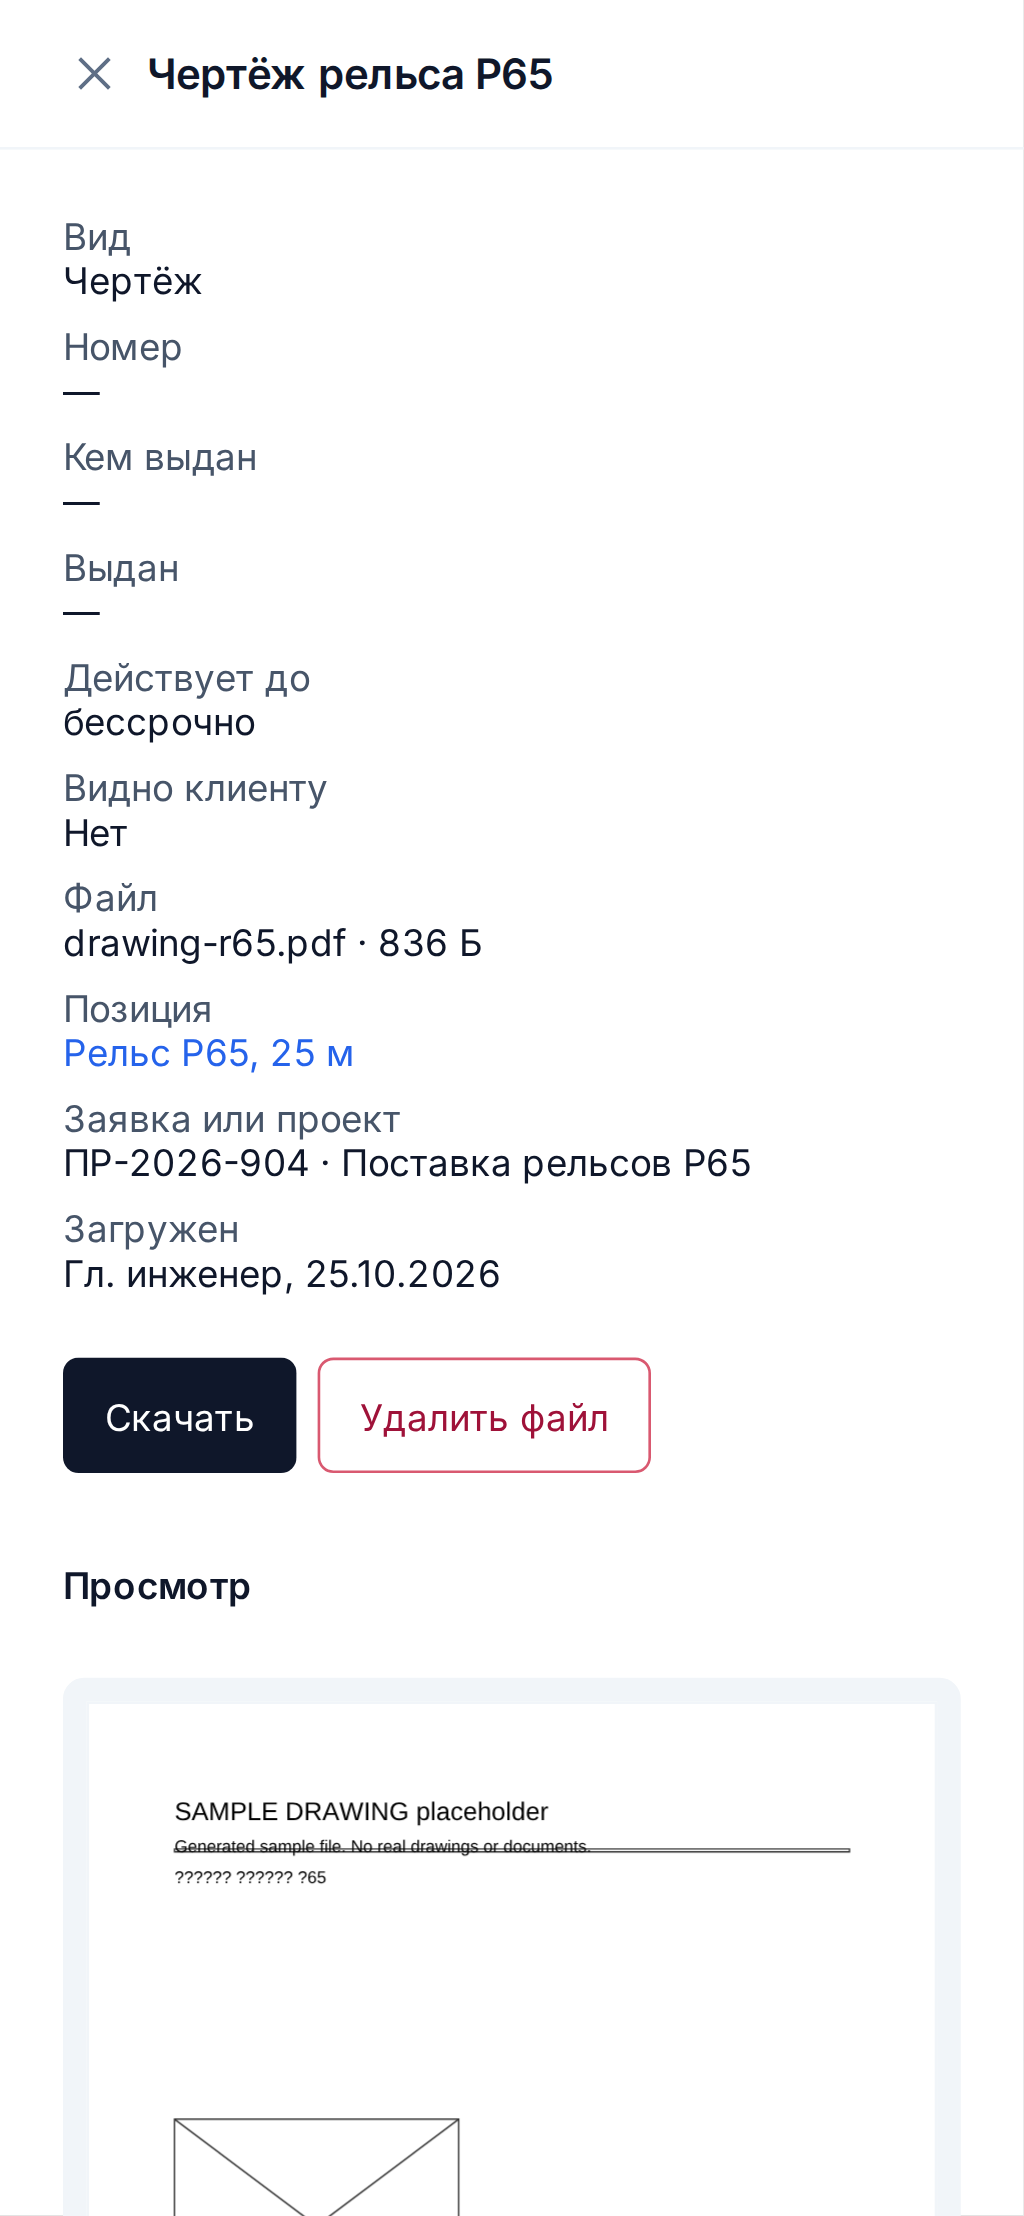 Чертёж рельса Р65
Вид
Чертёж
Номер
—
Кем выдан
—
Выдан
—
Действует до
бессрочно
Видно клиенту
Нет
Файл
drawing-r65.pdf · 836 Б
Позиция
Рельс Р65, 25 м
Заявка или проект
ПР-2026-904 · Поставка рельсов Р65
Загружен
Гл. инженер, 25.10.2026
Скачать
Удалить файл
Просмотр
SAMPLE DRAWING placeholder
Generated sample file. No real drawings or documents.
?????? ?????? ?65